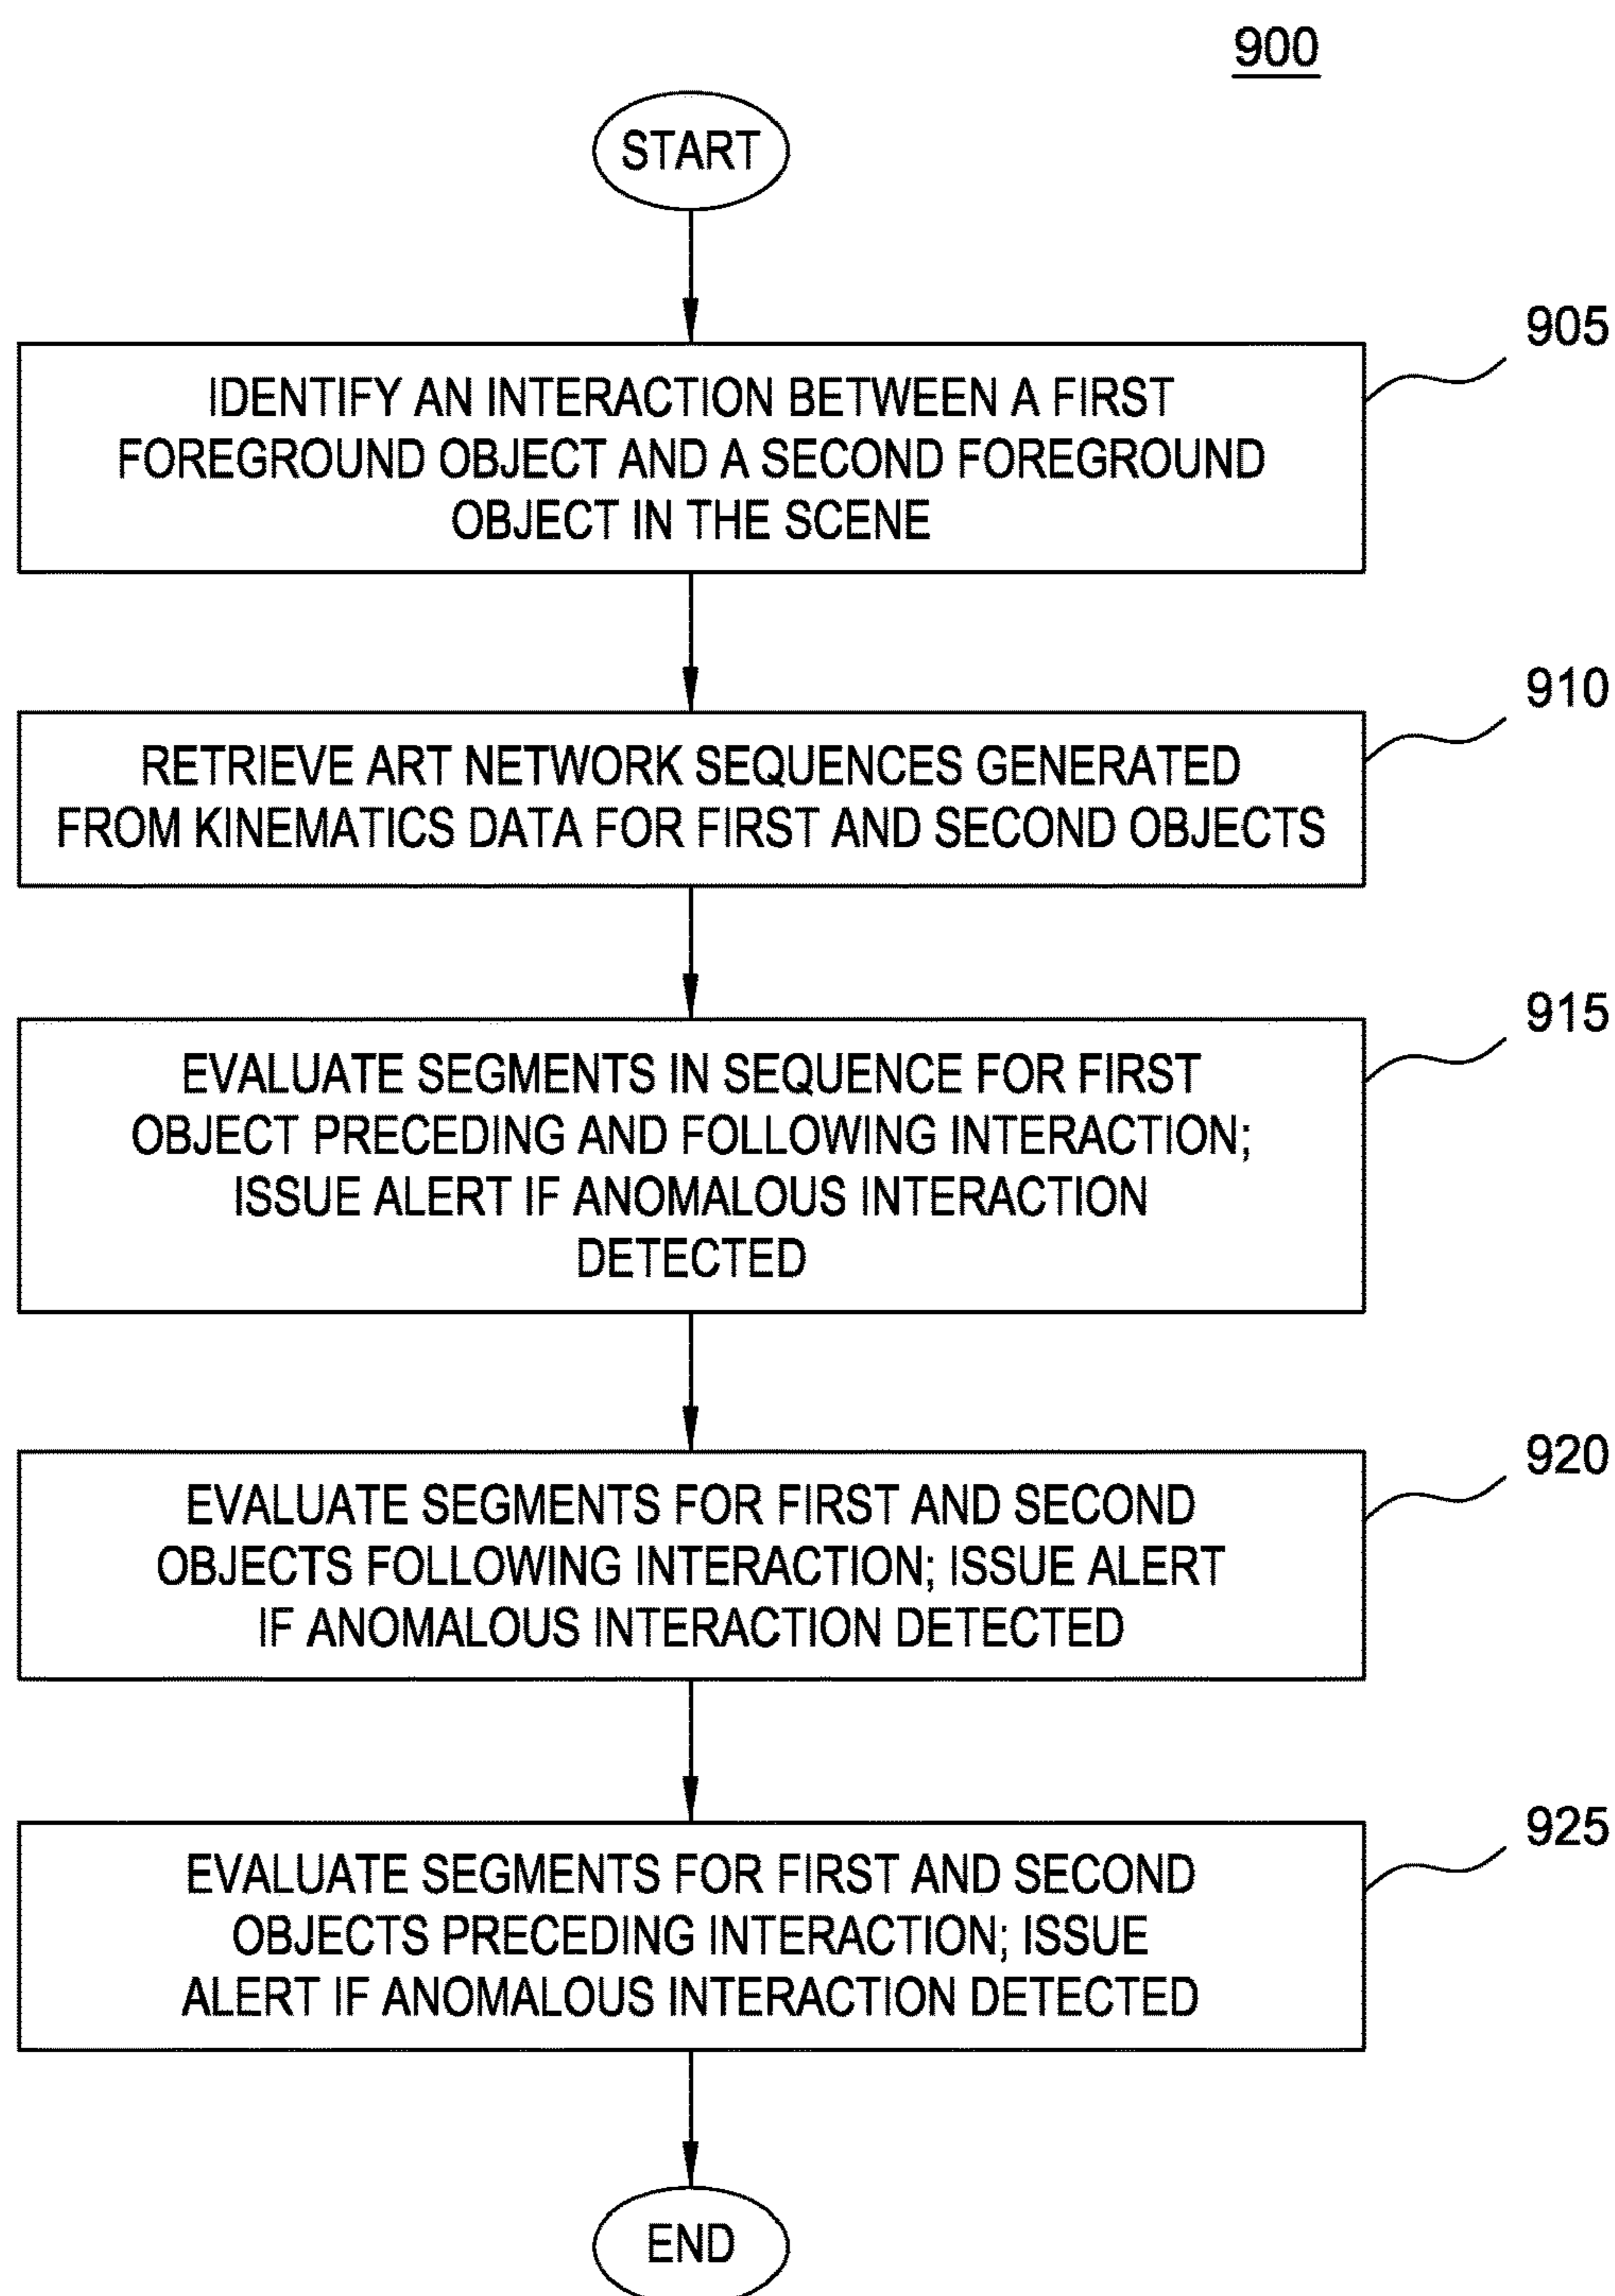 900
START
905
IDENTIFY AN INTERACTION BETWEEN A FIRST
FOREGROUND OBJECT AND A SECOND FOREGROUND
OBJECT IN THE SCENE
910
RETRIEVE ART NETWORK SEQUENCES GENERATED
FROM KINEMATICS DATA FOR FIRST AND SECOND OBJECTS
915
EVALUATE SEGMENTS IN SEQUENCE FOR FIRST
OBJECT PRECEDING AND FOLLOWING INTERACTION;
ISSUE ALERT IF ANOMALOUS INTERACTION
DETECTED
920
EVALUATE SEGMENTS FOR FIRST AND SECOND
OBJECTS FOLLOWING INTERACTION; ISSUE ALERT
IF ANOMALOUS INTERACTION DETECTED
925
EVALUATE SEGMENTS FOR FIRST AND SECOND
OBJECTS PRECEDING INTERACTION; ISSUE
ALERT IF ANOMALOUS INTERACTION DETECTED
END